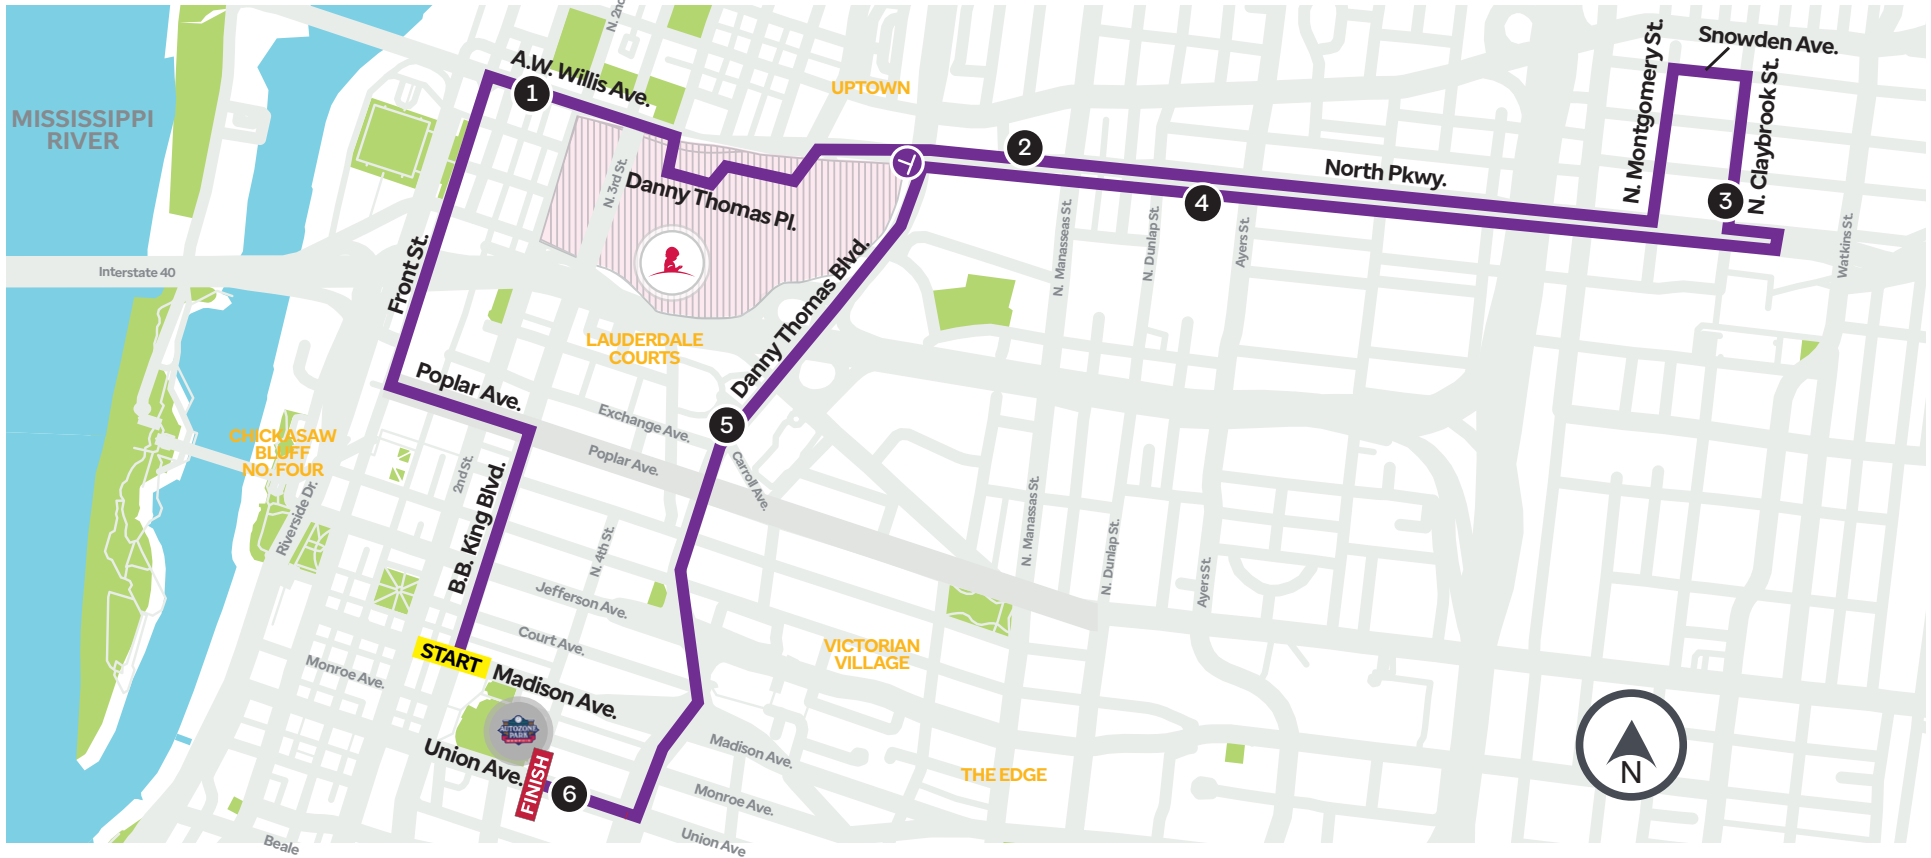 N. 2nd
Snowden Ave.
N. Montgomery St.
N. Claybrook St.
A.W. Willis Ave.
1
UPTOWN
MISSISSIPPI
RIVER
2
North Pkwy.
3
4
N. 3rd St.
Danny Thomas Pl.
N. Manasseas St.
N. Dunlap St.
Ayers St.
Watkins St.
Interstate 40
Front St.
Danny Thomas Blvd.
LAUDERDALE
COURTS
Poplar Ave.
Exchange Ave.
5
Poplar Ave.
Carroll Ave.
CHICKASAW
BLUFF
NO. FOUR
2nd St.
Riverside Dr.
B.B. King Blvd.
N. 4th St.
N. Manassas St.
N. Dunlap St.
Ayers St.
Jefferson Ave.
Court Ave.
START
Madison Ave.
Monroe Ave.
VICTORIAN
VILLAGE
AUTOZONE
PARK
MEMPHIS
Union Ave.
FINISH
6
Madison Ave.
THE EDGE
Monroe Ave.
Union Ave
Beale
N